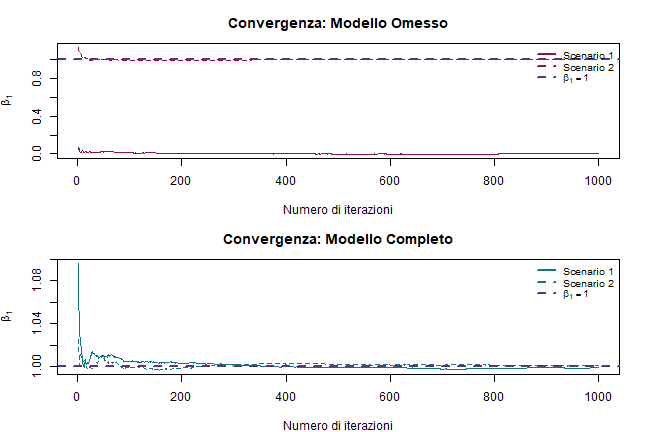 Convergenza: Modello Omesso
β₁
0.0 0.4 0.8
Scenario 1
Scenario 2
β₁ = 1
0 200 400 600 800 1000
Numero di iterazioni
Convergenza: Modello Completo
β₁
1.00 1.04 1.08
Scenario 1
Scenario 2
β₁ = 1
0 200 400 600 800 1000
Numero di iterazioni